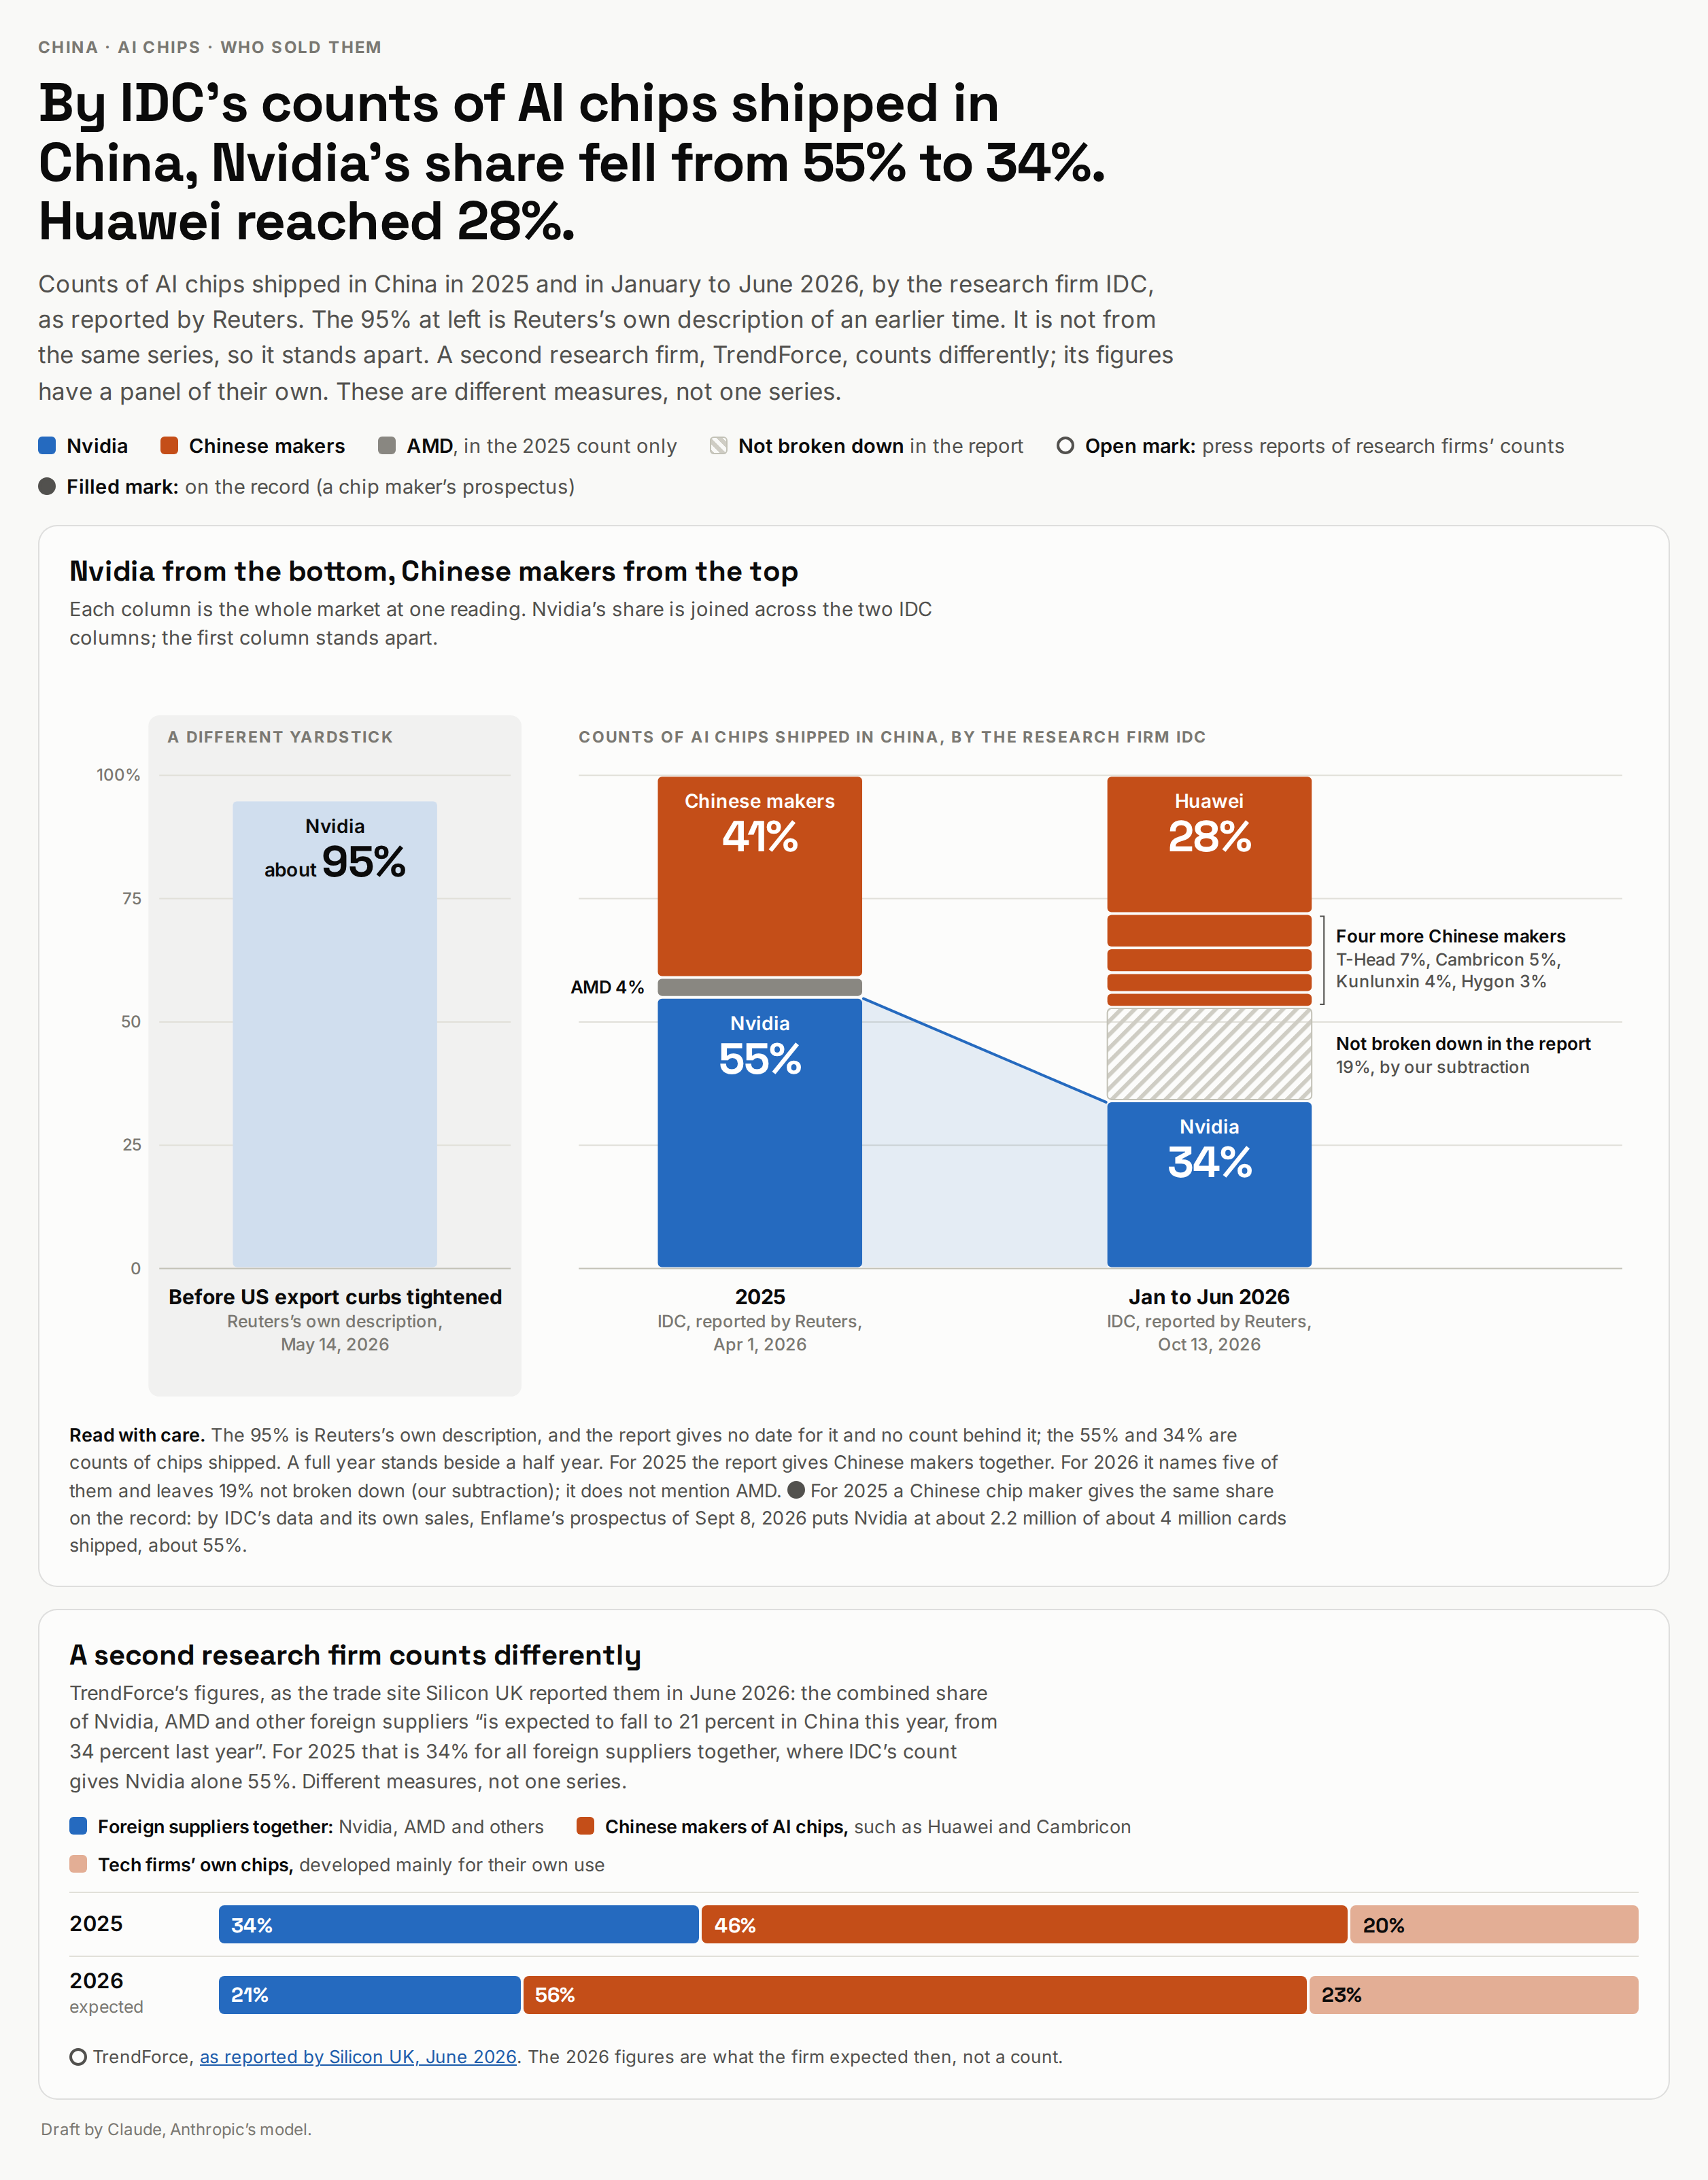 CHINA · AI CHIPS · WHO SOLD THEM
By IDC’s counts of AI chips shipped in
China, Nvidia’s share fell from 55% to 34%.
Huawei reached 28%.
Counts of AI chips shipped in China in 2025 and in January to June 2026, by the research firm IDC,
as reported by Reuters. The 95% at left is Reuters’s own description of an earlier time. It is not from
the same series, so it stands apart. A second research firm, TrendForce, counts differently; its figures
have a panel of their own. These are different measures, not one series.
Nvidia
Chinese makers
AMD, in the 2025 count only
Not broken down in the report
Open mark: press reports of research firms’ counts
Filled mark: on the record (a chip maker’s prospectus)
Nvidia from the bottom, Chinese makers from the top
Each column is the whole market at one reading. Nvidia’s share is joined across the two IDC
columns; the first column stands apart.
A DIFFERENT YARDSTICK
COUNTS OF AI CHIPS SHIPPED IN CHINA, BY THE RESEARCH FIRM IDC
100%
75
50
25
0
Nvidia
about 95%
Chinese makers
41%
AMD 4%
Nvidia
55%
Huawei
28%
Four more Chinese makers
T-Head 7%, Cambricon 5%,
Kunlunxin 4%, Hygon 3%
Not broken down in the report
19%, by our subtraction
Nvidia
34%
Before US export curbs tightened
Reuters’s own description,
May 14, 2026
2025
IDC, reported by Reuters,
Apr 1, 2026
Jan to Jun 2026
IDC, reported by Reuters,
Oct 13, 2026
Read with care. The 95% is Reuters’s own description, and the report gives no date for it and no count behind it; the 55% and 34% are
counts of chips shipped. A full year stands beside a half year. For 2025 the report gives Chinese makers together. For 2026 it names five of
them and leaves 19% not broken down (our subtraction); it does not mention AMD. For 2025 a Chinese chip maker gives the same share
on the record: by IDC’s data and its own sales, Enflame’s prospectus of Sept 8, 2026 puts Nvidia at about 2.2 million of about 4 million cards
shipped, about 55%.
A second research firm counts differently
TrendForce’s figures, as the trade site Silicon UK reported them in June 2026: the combined share
of Nvidia, AMD and other foreign suppliers “is expected to fall to 21 percent in China this year, from
34 percent last year”. For 2025 that is 34% for all foreign suppliers together, where IDC’s count
gives Nvidia alone 55%. Different measures, not one series.
Foreign suppliers together: Nvidia, AMD and others
Chinese makers of AI chips, such as Huawei and Cambricon
Tech firms’ own chips, developed mainly for their own use
2025
34%
46%
20%
2026
expected
21%
56%
23%
TrendForce, as reported by Silicon UK, June 2026. The 2026 figures are what the firm expected then, not a count.
Draft by Claude, Anthropic’s model.